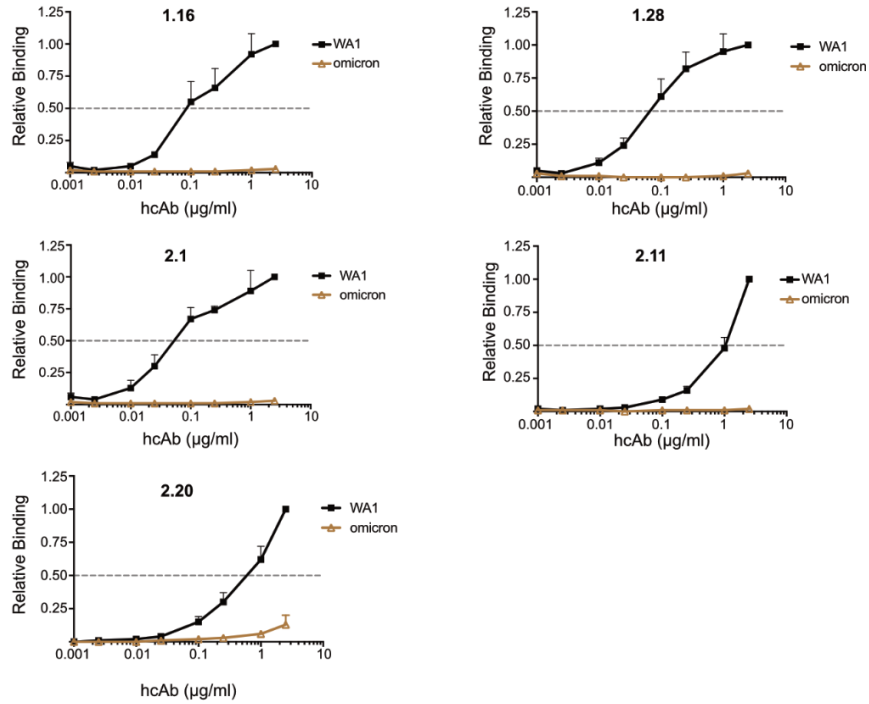 1.16
1.25
1.00
0.75
0.50
0.25
Relative Binding
0.001 0.01 0.1 1 10
hcAb (µg/ml)
WA1
omicron
1.28
1.25
1.00
0.75
0.50
0.25
Relative Binding
0.001 0.01 0.1 1 10
hcAb (µg/ml)
WA1
omicron
2.1
1.25
1.00
0.75
0.50
0.25
Relative Binding
0.001 0.01 0.1 1 10
hcAb (µg/ml)
WA1
omicron
2.11
1.25
1.00
0.75
0.50
0.25
Relative Binding
0.001 0.01 0.1 1 10
hcAb (µg/ml)
WA1
omicron
2.20
1.25
1.00
0.75
0.50
0.25
Relative Binding
0.001 0.01 0.1 1 10
hcAb (µg/ml)
WA1
omicron